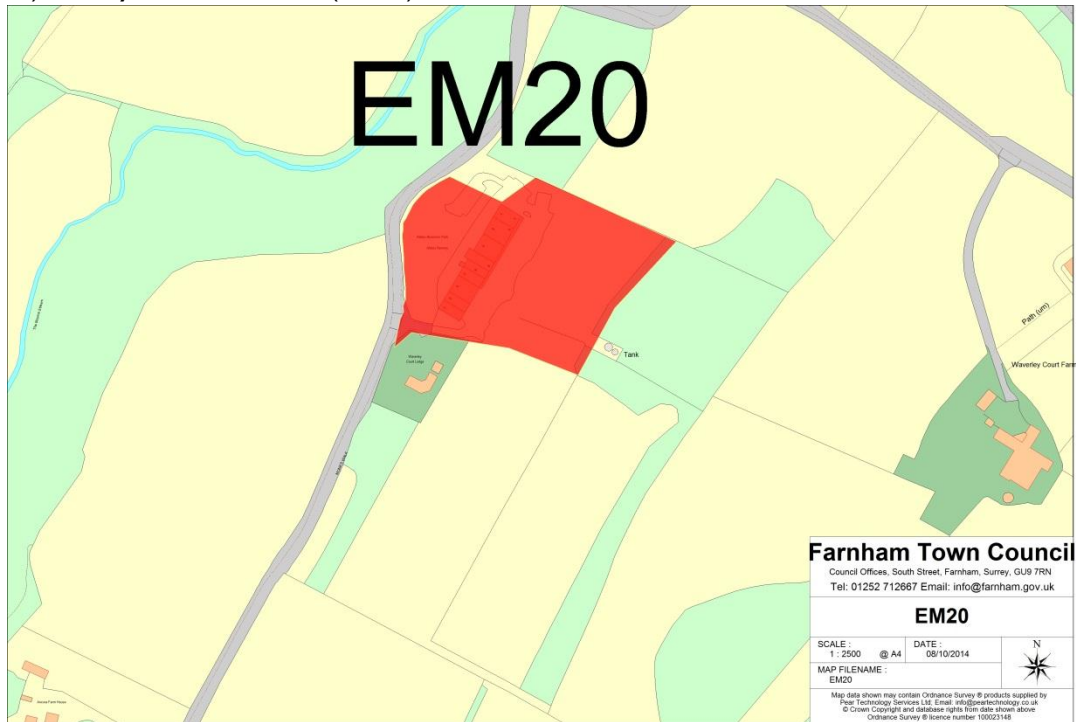 EM20
Tank
Path (um)
Waverley Court Farm
Waverley
Court Lodge
Farnham Town Council
Council Offices, South Street, Farnham, Surrey, GU9 7RN
Tel: 01252 712667 Email: info@farnham.gov.uk
EM20
SCALE :
1 : 2500 @ A4
DATE :
08/10/2014
N
MAP FILENAME :
EM20
Map data shown may contain Ordnance Survey ® products supplied by
Pear Technology Services Ltd; Email: info@peartechnology.co.uk
© Crown Copyright and database rights from date shown above
Ordnance Survey ® licence number 100023148